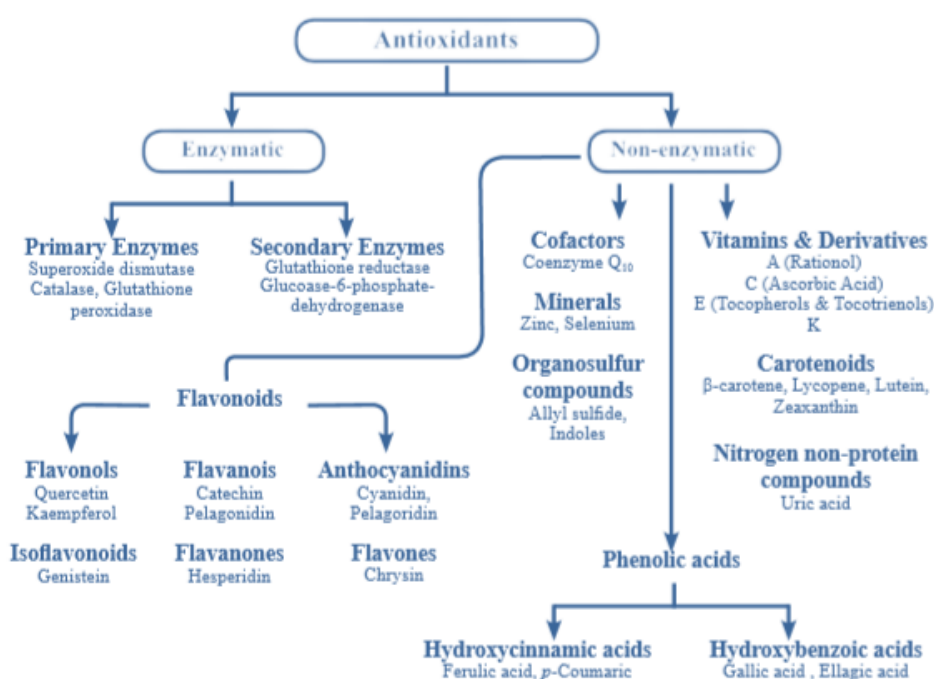 Antioxidants
Enzymatic
Non-enzymatic
Primary Enzymes
Superoxide dismutase
Catalase, Glutathione
peroxidase
Secondary Enzymes
Glutathione reductase
Glucoase-6-phosphate-
dehydrogenase
Cofactors
Coenzyme Q₁₀
Minerals
Zinc, Selenium
Organosulfur
compounds
Allyl sulfide,
Indoles
Vitamins & Derivatives
A (Rationol)
C (Ascorbic Acid)
E (Tocopherols & Tocotrienols)
K
Carotenoids
β-carotene, Lycopene, Lutein,
Zeaxanthin
Nitrogen non-protein
compounds
Uric acid
Flavonoids
Flavonols
Quercetin
Kaempferol
Flavanois
Catechin
Pelagonidin
Anthocyanidins
Cyanidin,
Pelagoridin
Isoflavonoids
Genistein
Flavanones
Hesperidin
Flavones
Chrysin
Phenolic acids
Hydroxycinnamic acids
Ferulic acid, p-Coumaric
Hydroxybenzoic acids
Gallic acid , Ellagic acid